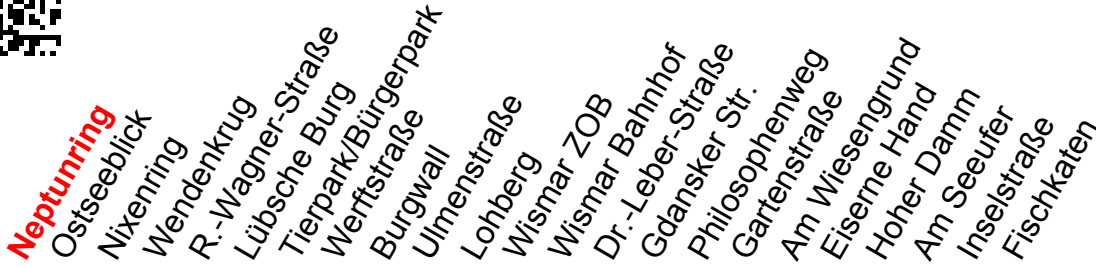 Neptunring
Ostseeblick
Nixenring
Wendenkrug
R.-Wagner-Straße
Lübsche Burg
Tierpark/Bürgerpark
Werftstraße
Burgwall
Ulmenstraße
Lohberg
Wismar ZOB
Wismar Bahnhof
Dr.-Leber-Straße
Gdansker Str.
Philosophenweg
Gartenstraße
Am Wiesengrund
Eiserne Hand
Hoher Damm
Am Seeufer
Inselstraße
Fischkaten